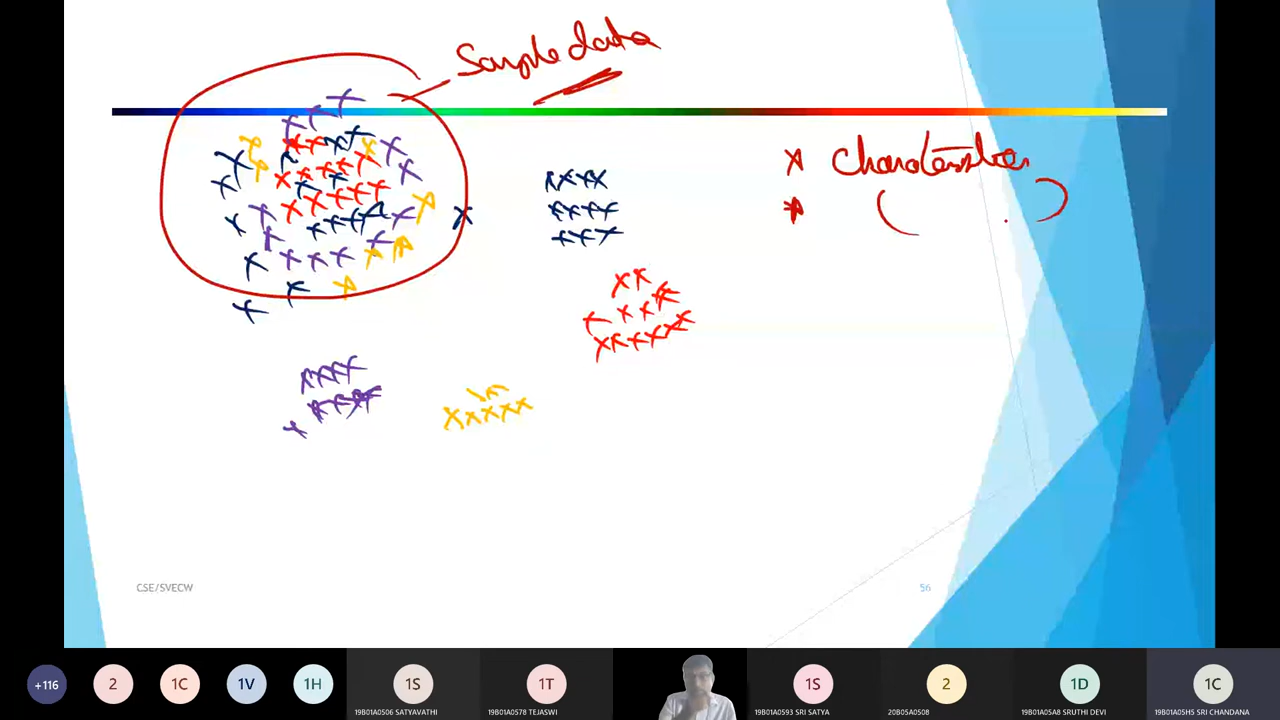 Sample data
x
x
CSE/SVECW
56
+116
2
1C
1V
1H
1S
1T
1S
2
1D
1C
19B01A0506 SATYAVATHI
19B01A0578 TEJASWI
19B01A0593 SRI SATYA
20B05A0508
19B01A05A8 SRUTHI DEVI
19B01A05H5 SRI CHANDANA